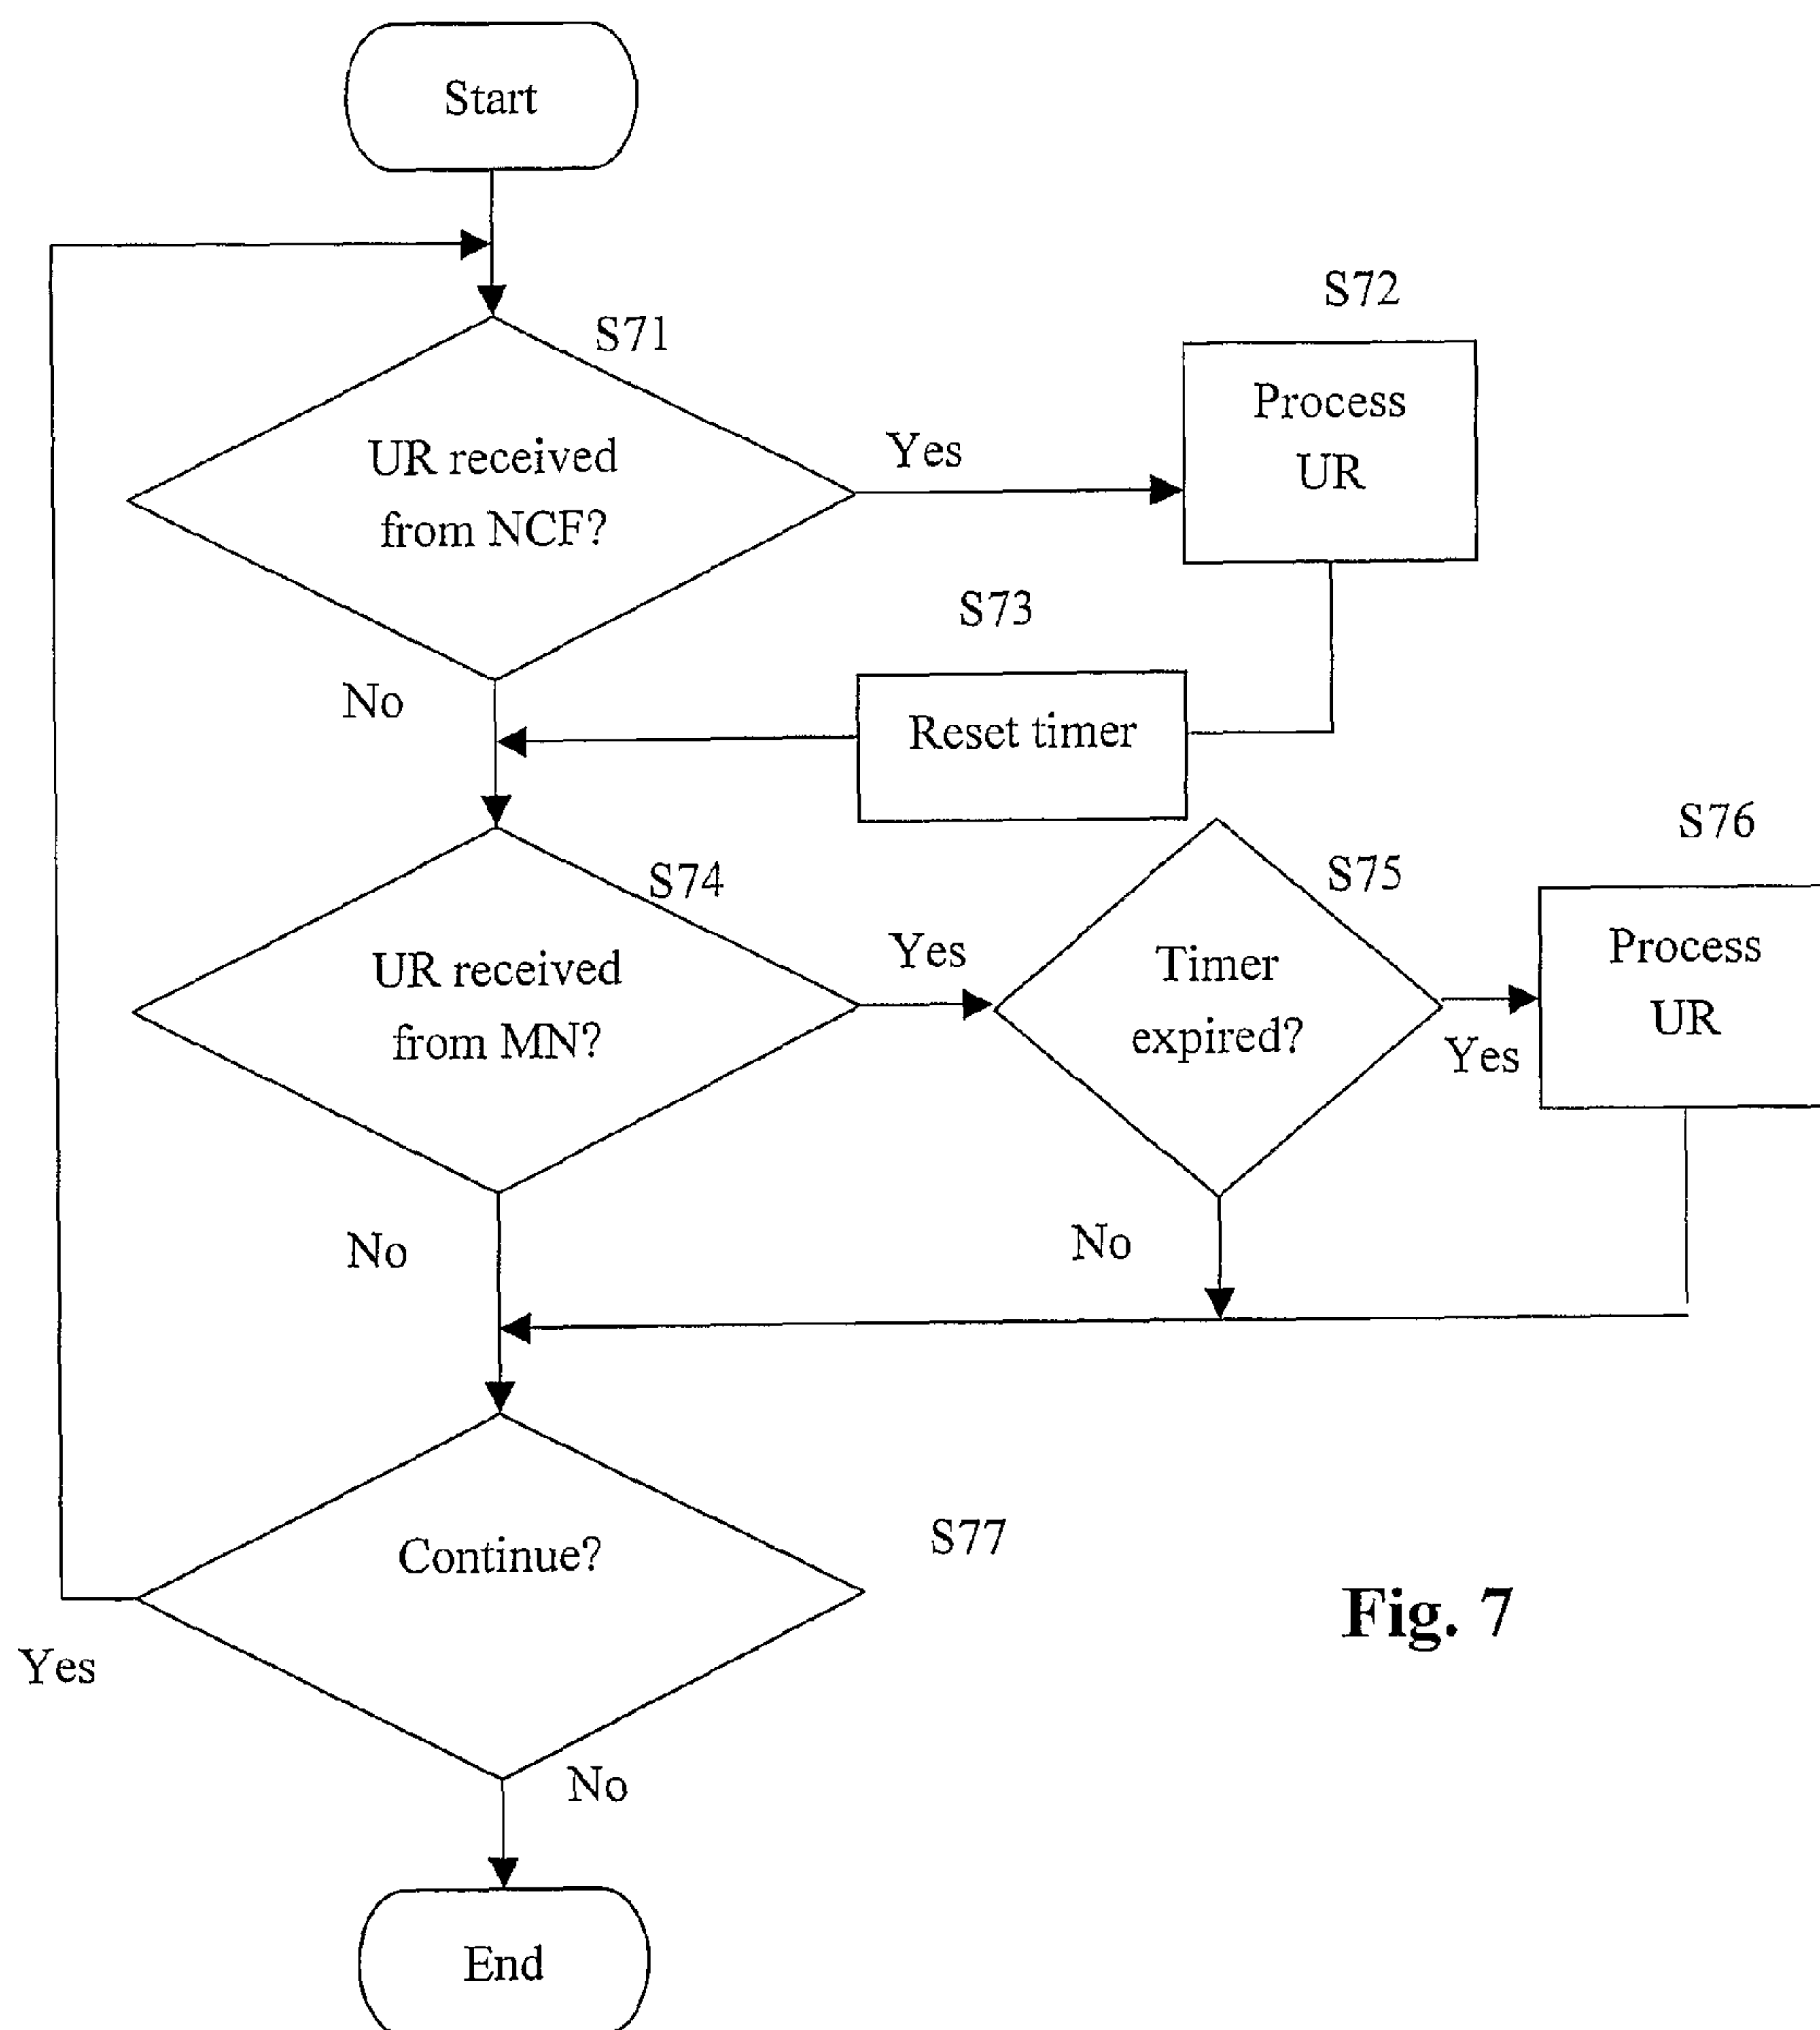 Start
S71
UR received
from NCF?
Yes
S72
Process
UR
S73
Reset timer
No
S74
UR received
from MN?
Yes
S75
Timer
expired?
Yes
S76
Process
UR
No
No
Continue?
S77
Yes
No
End
Fig. 7